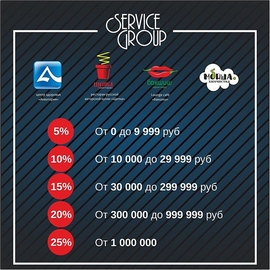 SERVICE
GROUP
Lounge cafe
5% От 0 до 9 999 руб
10% От 10 000 до 29 999 руб
15% От 30 000 до 299 999 руб
20% От 300 000 до 999 999 руб
25% От 1 000 000